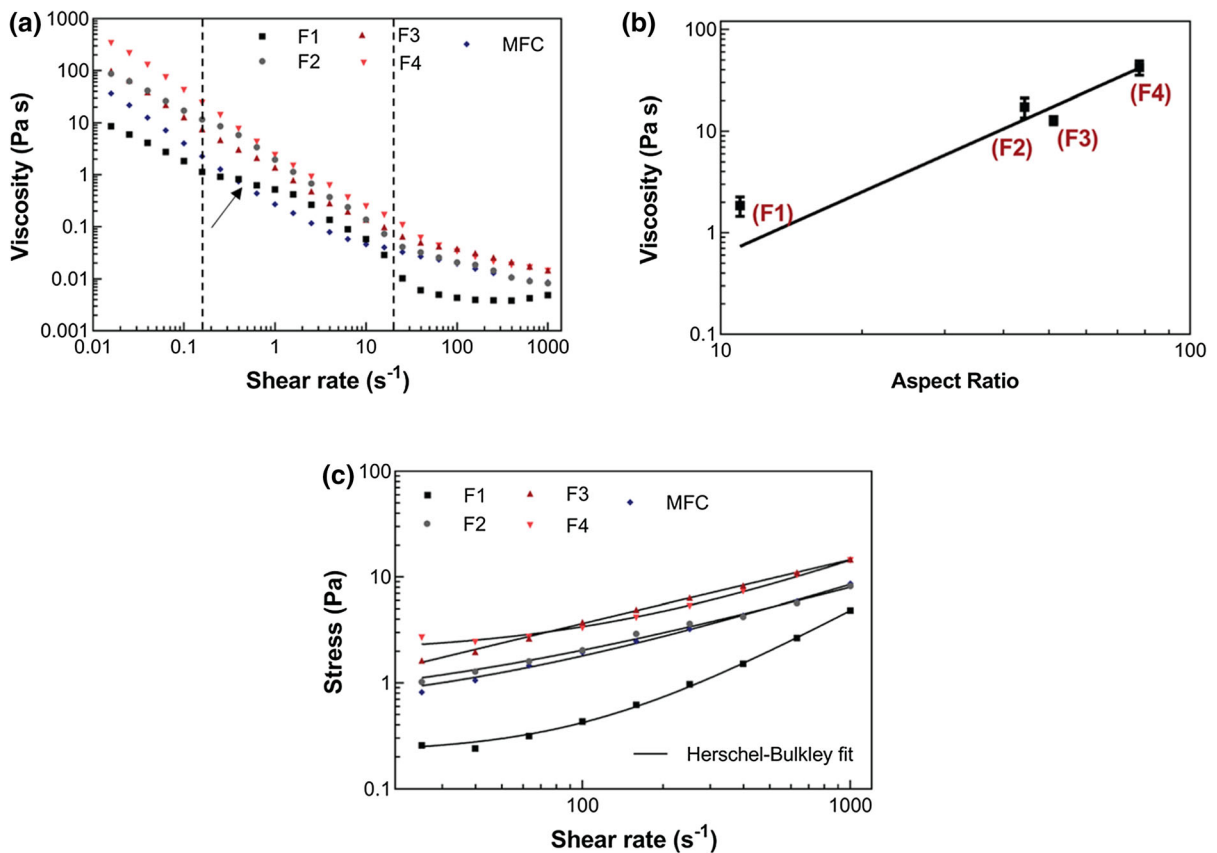 (a)
1000
100
10
1
0.1
0.01
0.001
Viscosity (Pa s)
F1
F3
MFC
F2
F4
0.01
0.1
1
10
100
1000
Shear rate (s⁻¹)
(b)
100
10
1
0.1
Viscosity (Pa s)
(F1)
(F2)
(F3)
(F4)
10
100
Aspect Ratio
(c)
100
10
1
0.1
Stress (Pa)
F1
F3
MFC
F2
F4
Herschel-Bulkley fit
100
1000
Shear rate (s⁻¹)